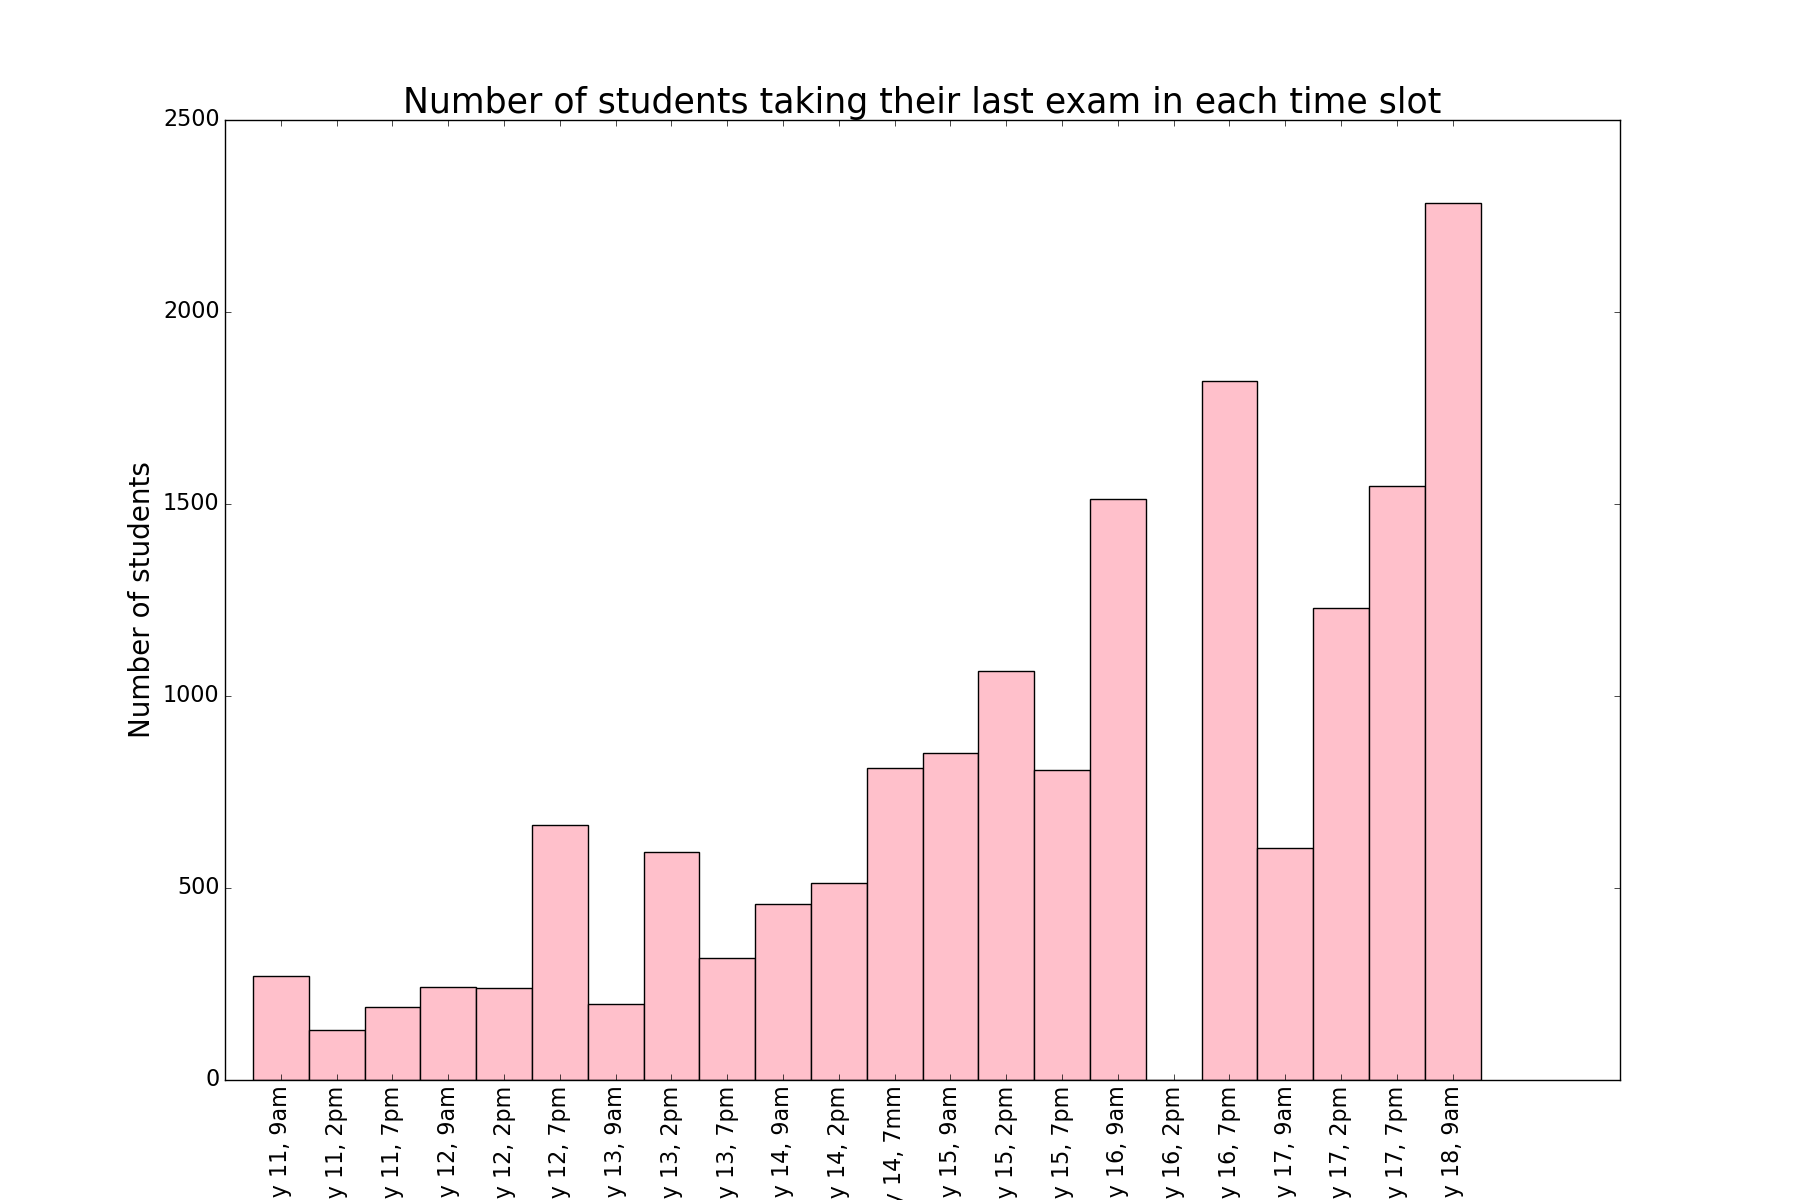 Number of students taking their last exam in each time slot
Number of students
2500
2000
1500
1000
500
0
y 11, 9am
y 11, 2pm
y 11, 7pm
y 12, 9am
y 12, 2pm
y 12, 7pm
y 13, 9am
y 13, 2pm
y 13, 7pm
y 14, 9am
y 14, 2pm
y 14, 7mm
y 15, 9am
y 15, 2pm
y 15, 7pm
y 16, 9am
y 16, 2pm
y 16, 7pm
y 17, 9am
y 17, 2pm
y 17, 7pm
y 18, 9am